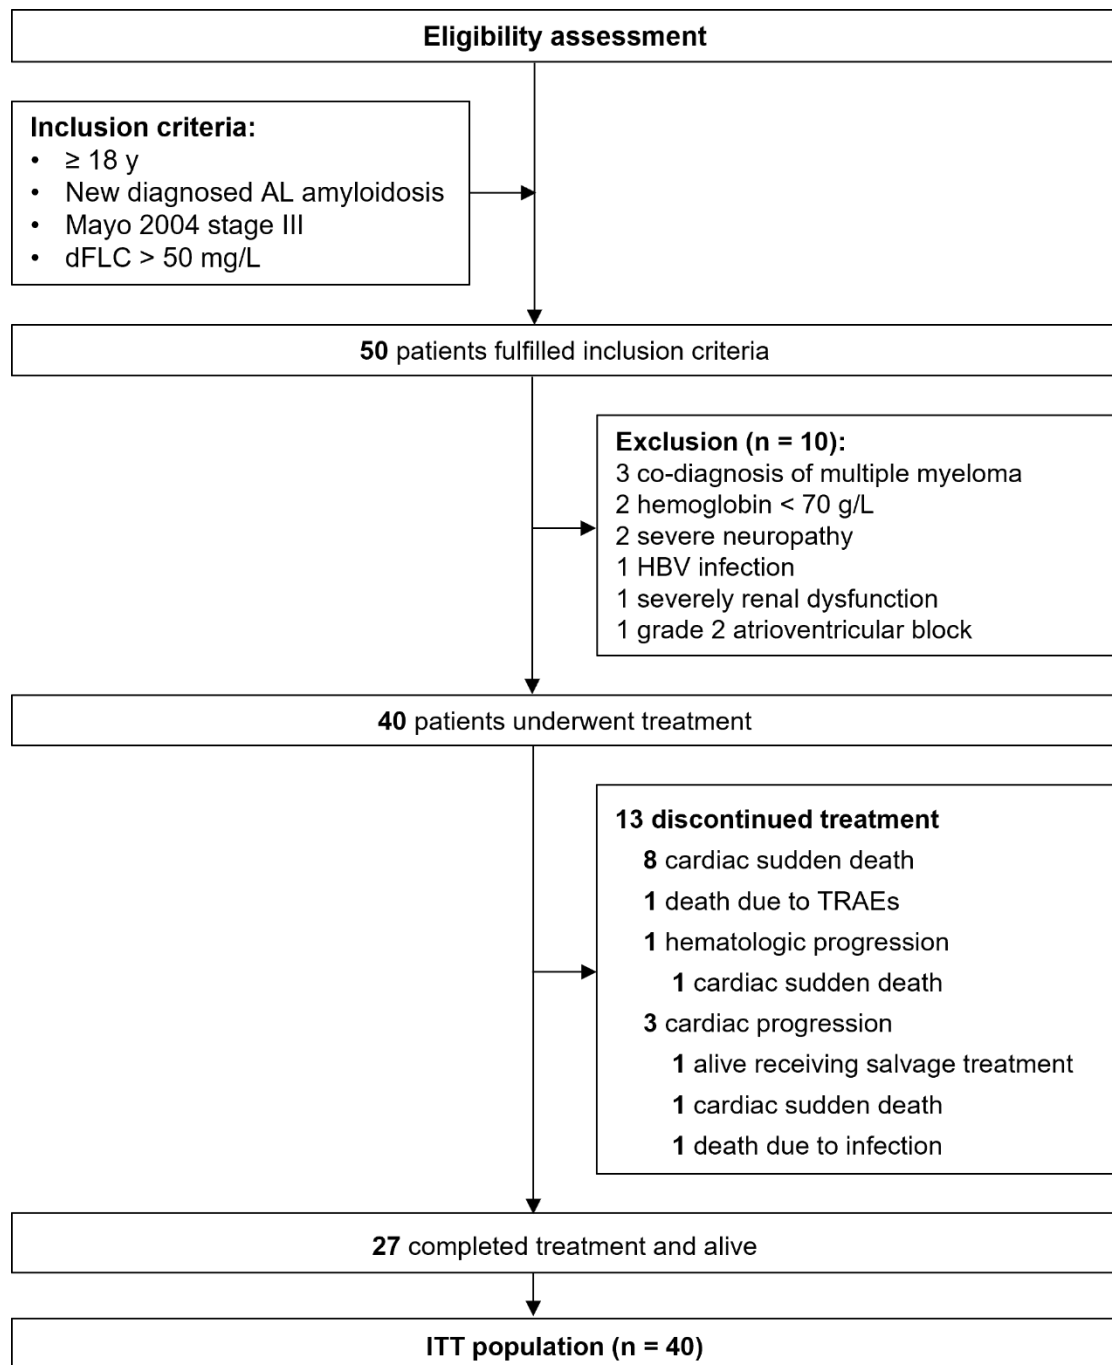 Eligibility assessment
Inclusion criteria:
• ≥ 18 y
• New diagnosed AL amyloidosis
• Mayo 2004 stage III
• dFLC > 50 mg/L
50 patients fulfilled inclusion criteria
Exclusion (n = 10):
3 co-diagnosis of multiple myeloma
2 hemoglobin < 70 g/L
2 severe neuropathy
1 HBV infection
1 severely renal dysfunction
1 grade 2 atrioventricular block
40 patients underwent treatment
13 discontinued treatment
8 cardiac sudden death
1 death due to TRAEs
1 hematologic progression
1 cardiac sudden death
3 cardiac progression
1 alive receiving salvage treatment
1 cardiac sudden death
1 death due to infection
27 completed treatment and alive
ITT population (n = 40)